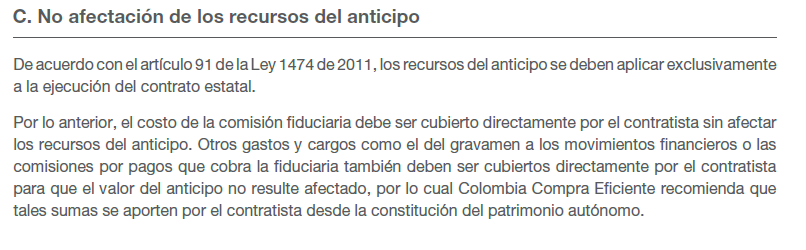 C. No afectación de los recursos del anticipo
De acuerdo con el artículo 91 de la Ley 1474 de 2011, los recursos del anticipo se deben aplicar exclusivamente
a la ejecución del contrato estatal.
Por lo anterior, el costo de la comisión fiduciaria debe ser cubierto directamente por el contratista sin afectar
los recursos del anticipo. Otros gastos y cargos como el del gravamen a los movimientos financieros o las
comisiones por pagos que cobra la fiduciaria también deben ser cubiertos directamente por el contratista
para que el valor del anticipo no resulte afectado, por lo cual Colombia Compra Eficiente recomienda que
tales sumas se aporten por el contratista desde la constitución del patrimonio autónomo.